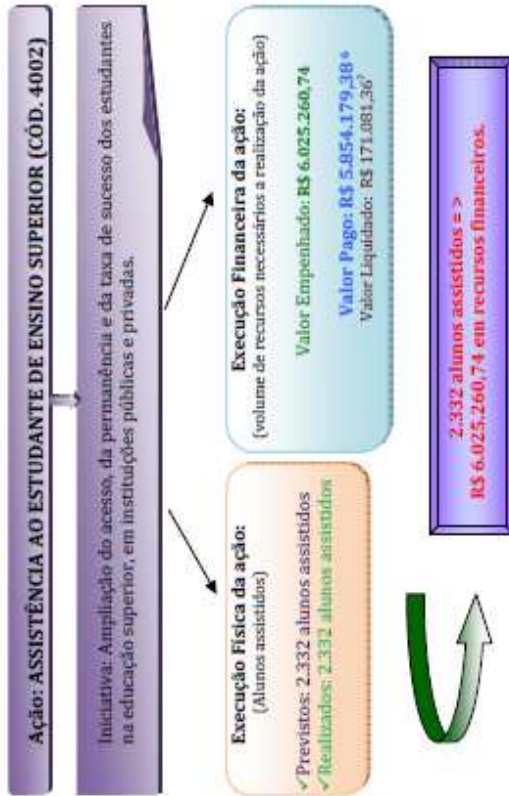 Ação: ASSISTÊNCIA AO ESTUDANTE DE ENSINO SUPERIOR (CÓD. 4002)
Iniciativa: Ampliação do acesso, da permanência e da taxa de sucesso dos estudantes
na educação superior, em instituições públicas e privadas.
Execução Física da ação:
(Alunos assistidos)
✓Previstos: 2.332 alunos assistidos
✓Realizados: 2.332 alunos assistidos
Execução Financeira da ação:
(volume de recursos necessários a realização da ação)
Valor Empenhado: R$ 6.025.260,74
Valor Pago: R$ 5.854.179,38⁶
Valor Liquidado: R$ 171.081,36⁷
2.332 alunos assistidos = >
R$ 6.025.260,74 em recursos financeiros.